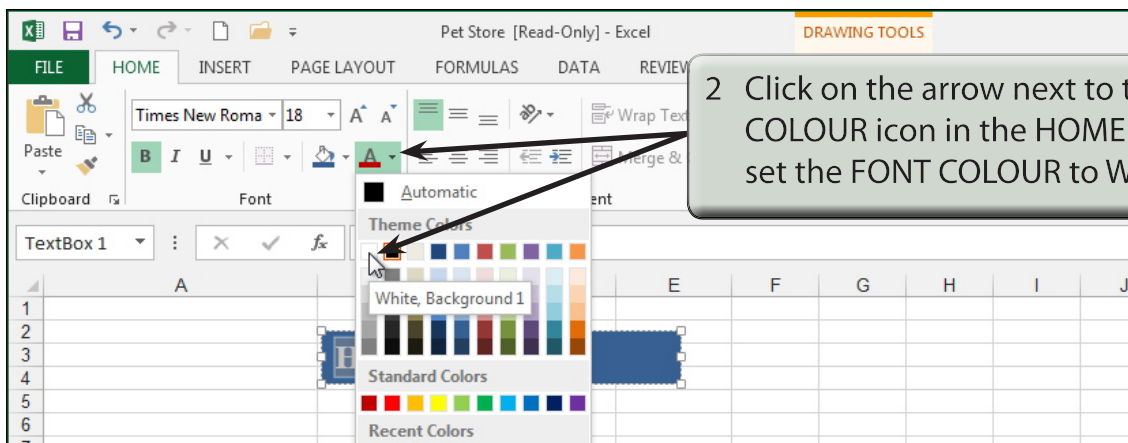 Pet Store [Read-Only] - Excel
DRAWING TOOLS
FILE HOME INSERT PAGE LAYOUT FORMULAS DATA REVIEW
Times New Roma 18 A A
Wrap Tex
Paste
B I U A
Merge &
Clipboard Font ent
2 Click on the arrow next to t
COLOUR icon in the HOME
set the FONT COLOUR to W
Automatic
Theme Colors
TextBox 1 fx
White, Background 1
A E F G H I J
1
2
3 H
4
5
6
Standard Colors
Recent Colors